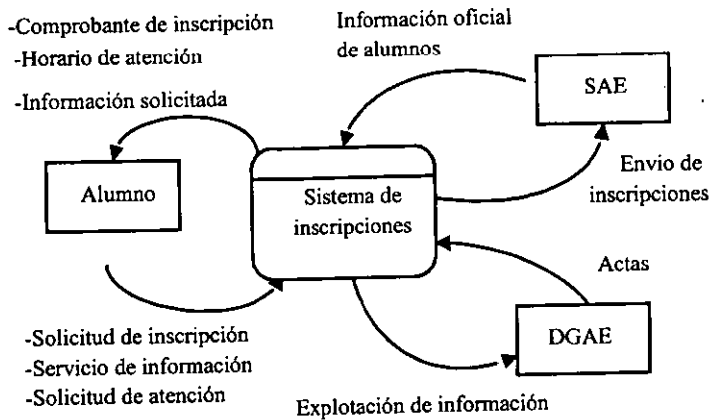 -Comprobante de inscripción
-Horario de atención
-Información solicitada
Información oficial
de alumnos
SAE
Alumno
Sistema de
inscripciones
Envio de
inscripciones
Actas
DGAE
-Solicitud de inscripción
-Servicio de información
-Solicitud de atención
Explotación de información